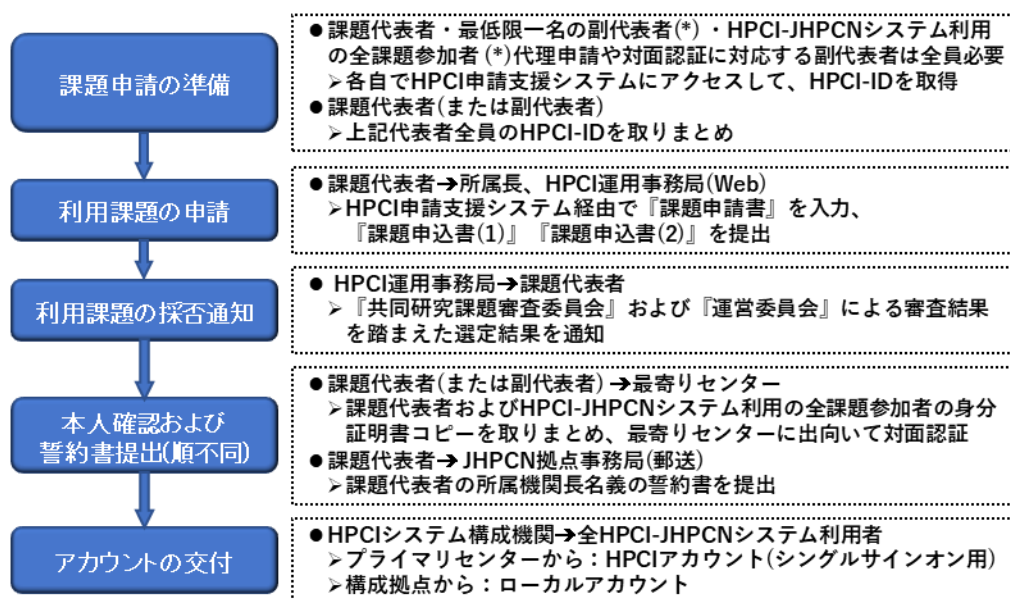 課題申請の準備
●課題代表者・最低限一名の副代表者(*)・HPCI-JHPCNシステム利用
の全課題参加者 (*)代理申請や対面認証に対応する副代表者は全員必要
➢各自でHPCI申請支援システムにアクセスして、HPCI-IDを取得
●課題代表者(または副代表者)
➢上記代表者全員のHPCI-IDを取りまとめ
利用課題の申請
●課題代表者➔所属長、HPCI運用事務局(Web)
➢HPCI申請支援システム経由で『課題申請書』を入力、
『課題申込書(1)』『課題申込書(2)』を提出
利用課題の採否通知
● HPCI運用事務局➔課題代表者
➢『共同研究課題審査委員会』および『運営委員会』による審査結果
を踏まえた選定結果を通知
本人確認および
誓約書提出(順不同)
●課題代表者(または副代表者) ➔最寄りセンター
➢課題代表者およびHPCI-JHPCNシステム利用の全課題参加者の身分
証明書コピーを取りまとめ、最寄りセンターに出向いて対面認証
●課題代表者➔ JHPCN拠点事務局(郵送)
➢課題代表者の所属機関長名義の誓約書を提出
アカウントの交付
●HPCIシステム構成機関➔全HPCI-JHPCNシステム利用者
➢プライマリセンターから：HPCIアカウント(シングルサインオン用)
➢構成拠点から：ローカルアカウント